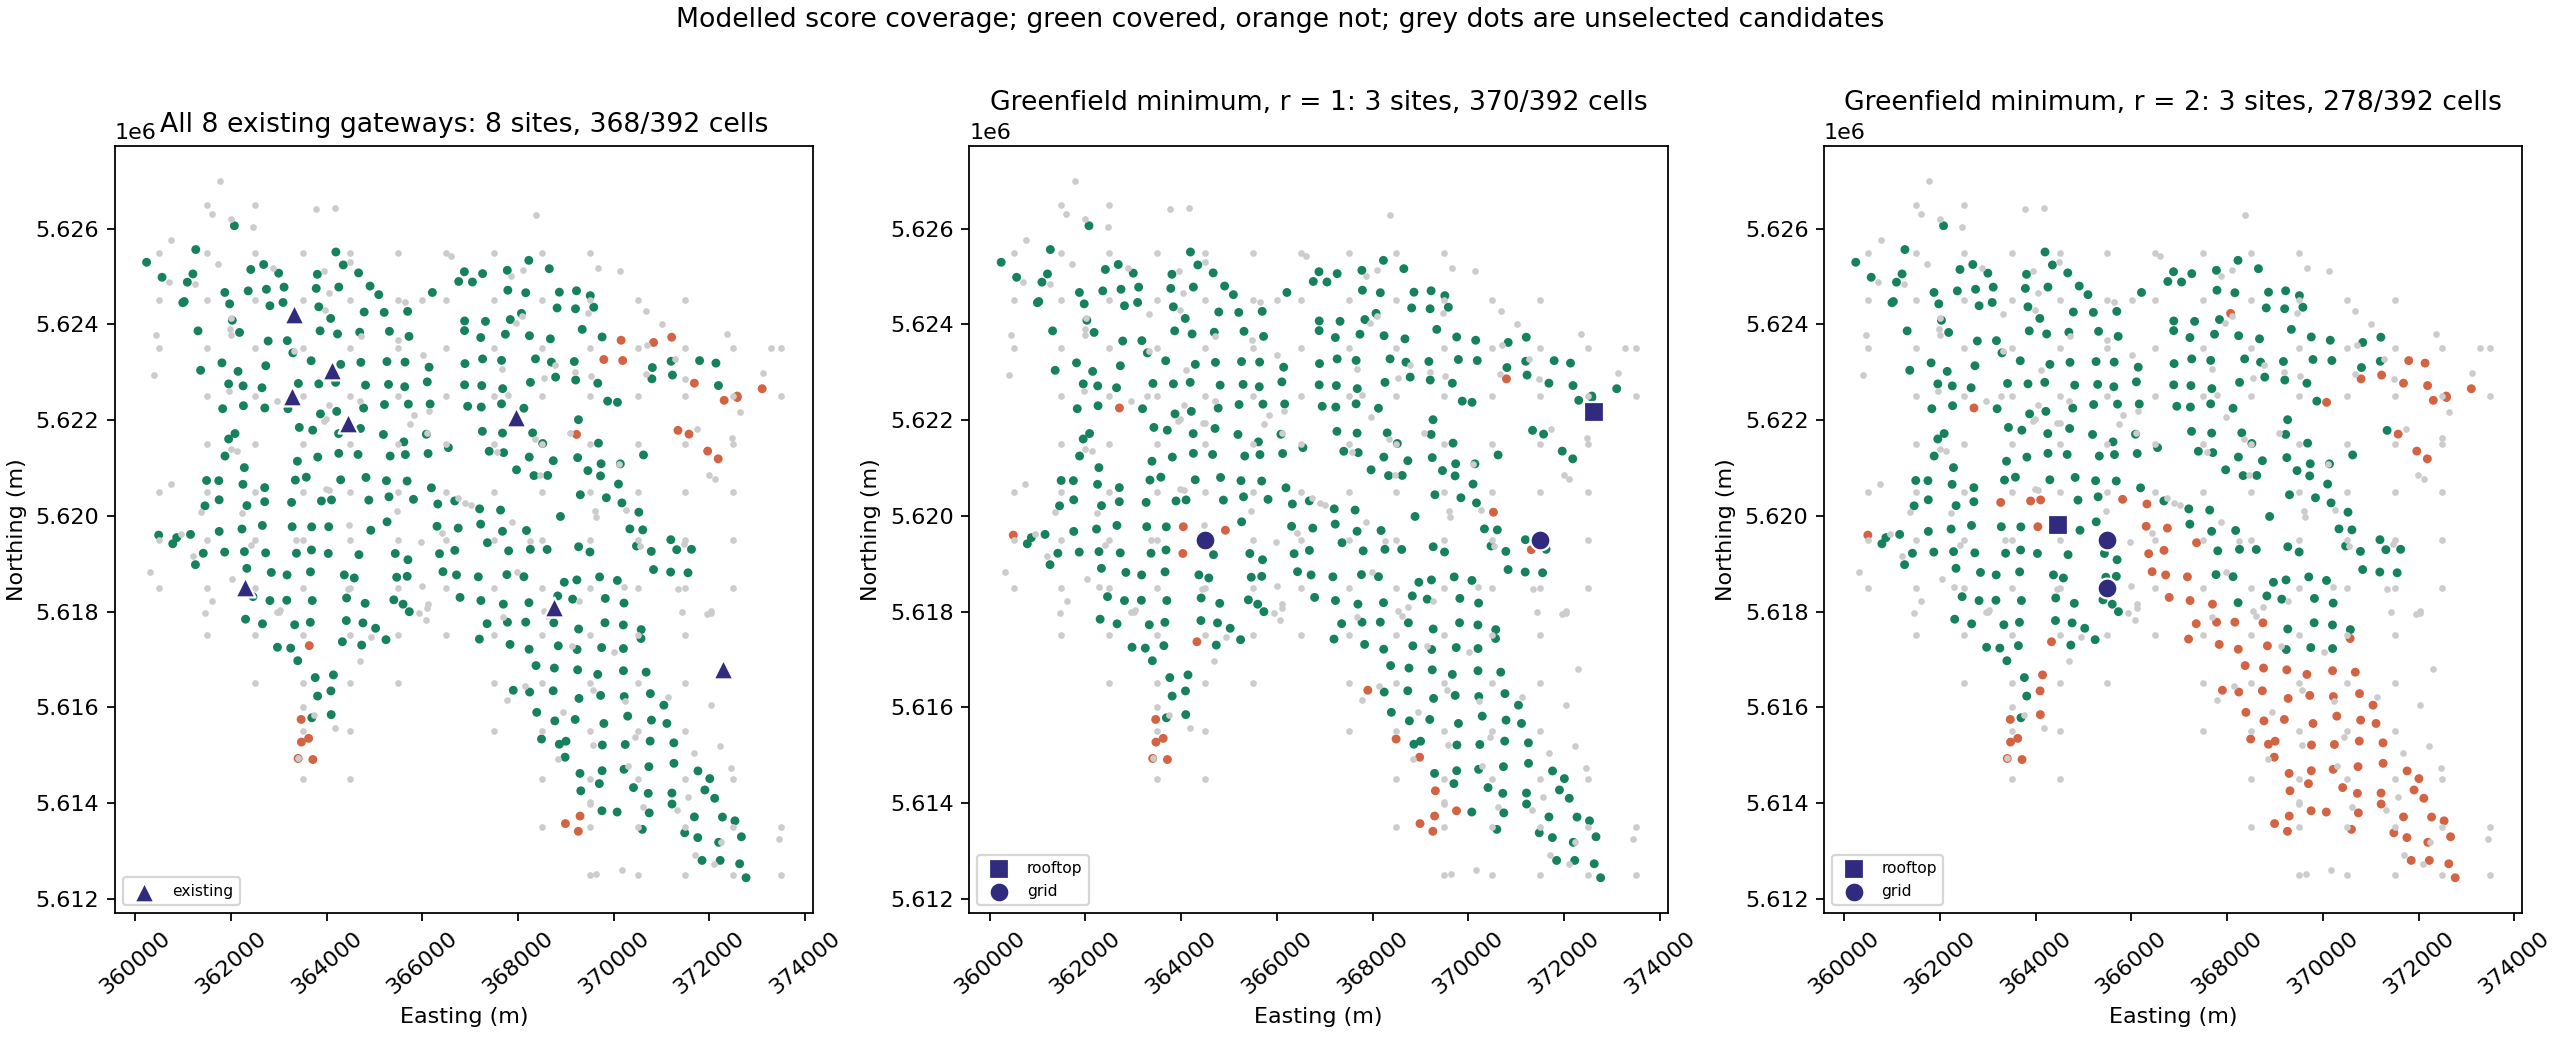 Modelled score coverage; green covered, orange not; grey dots are unselected candidates
All 8 existing gateways: 8 sites, 368/392 cells
1e6
5.626
5.624
5.622
5.620
5.618
5.616
5.614
5.612
Northing (m)
existing
360000
362000
364000
366000
368000
370000
372000
374000
Easting (m)
Greenfield minimum, r = 1: 3 sites, 370/392 cells
1e6
5.626
5.624
5.622
5.620
5.618
5.616
5.614
5.612
Northing (m)
rooftop
grid
360000
362000
364000
366000
368000
370000
372000
374000
Easting (m)
Greenfield minimum, r = 2: 3 sites, 278/392 cells
1e6
5.626
5.624
5.622
5.620
5.618
5.616
5.614
5.612
Northing (m)
rooftop
grid
360000
362000
364000
366000
368000
370000
372000
374000
Easting (m)